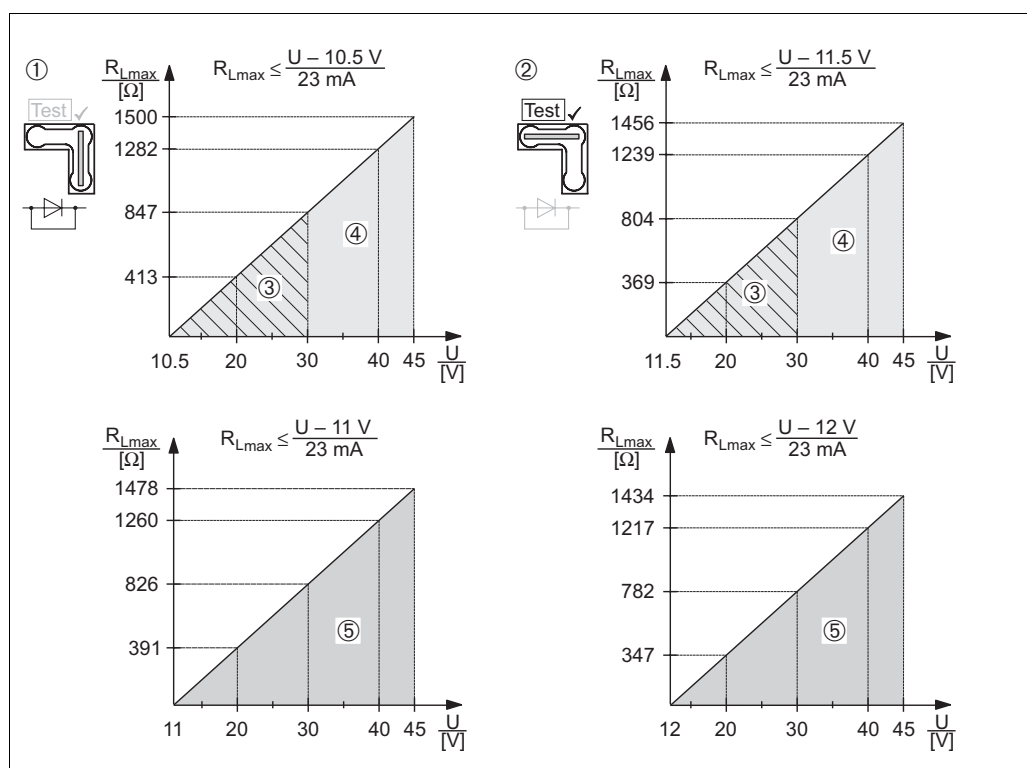 ①
Test ✓
R_Lmax
[Ω]
R_Lmax ≤ U – 10.5 V
23 mA
1500
1282
847
413
③
④
10.5 20 30 40 45 U
[V]
②
Test ✓
R_Lmax
[Ω]
R_Lmax ≤ U – 11.5 V
23 mA
1456
1239
804
369
③
④
11.5 20 30 40 45 U
[V]
R_Lmax
[Ω]
R_Lmax ≤ U – 11 V
23 mA
1478
1260
826
391
⑤
11 20 30 40 45 U
[V]
R_Lmax
[Ω]
R_Lmax ≤ U – 12 V
23 mA
1434
1217
782
347
⑤
12 20 30 40 45 U
[V]